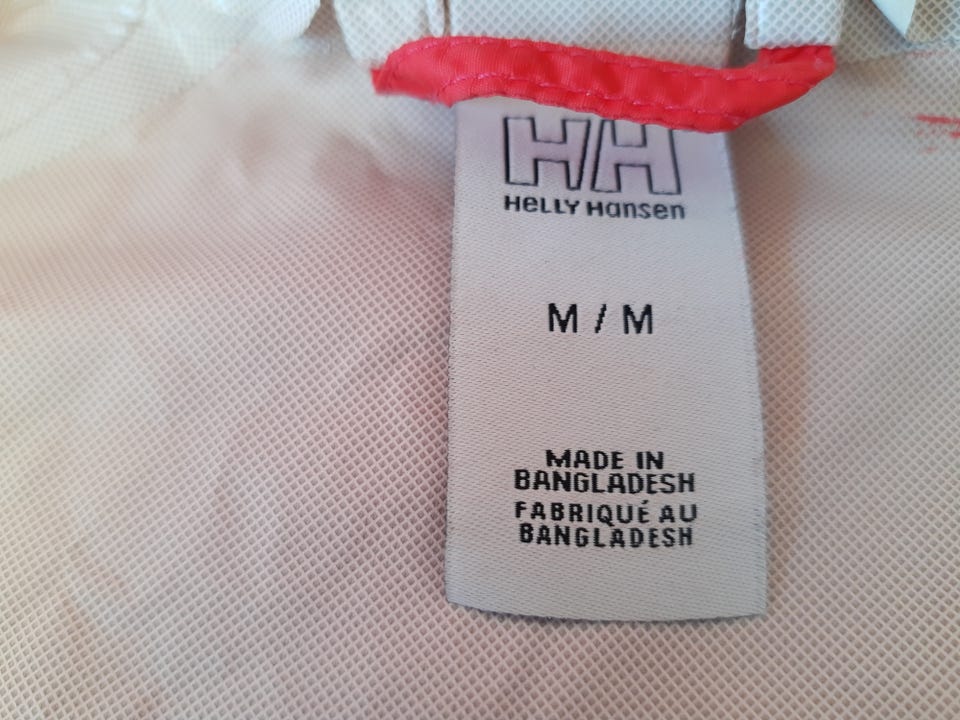 HH
HELLY HANSEN
M / M
MADE IN
BANGLADESH
FABRIQUÉ AU
BANGLADESH